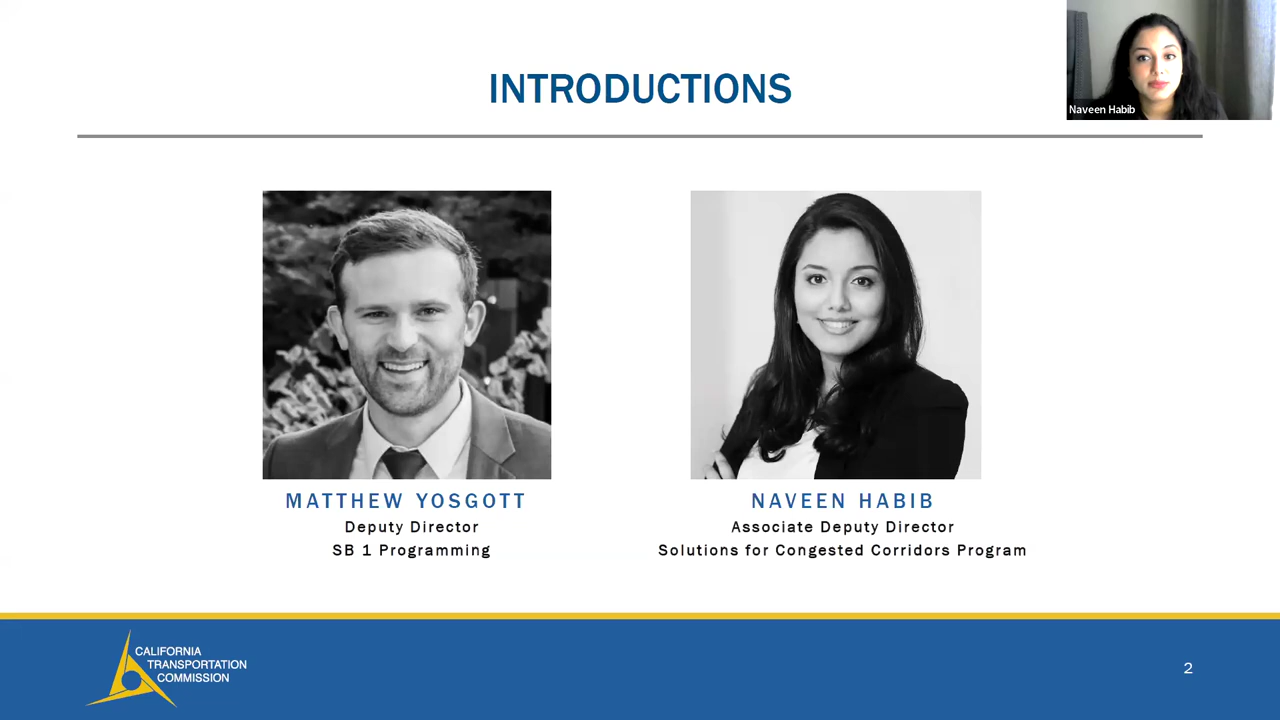 INTRODUCTIONS
Naveen Habib
MATTHEW YOSGOTT
Deputy Director
SB 1 Programming
NAVEEN HABIB
Associate Deputy Director
Solutions for Congested Corridors Program
CALIFORNIA
TRANSPORTATION
COMMISSION
2